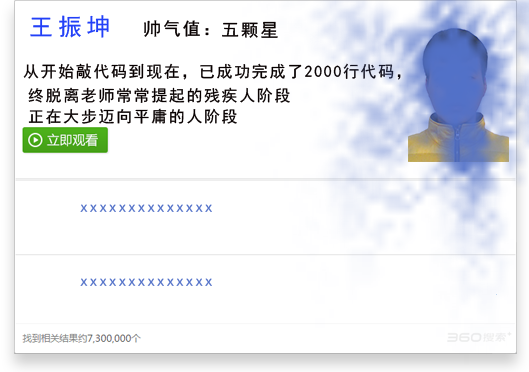 王振坤 帅气值：五颗星
从开始敲代码到现在，已成功完成了2000行代码，
终脱离老师常常提起的残疾人阶段
正在大步迈向平庸的人阶段
立即观看
xxxxxxxxxxxxxx
xxxxxxxxxxxxxx
找到相关结果约7,300,000个
360搜索